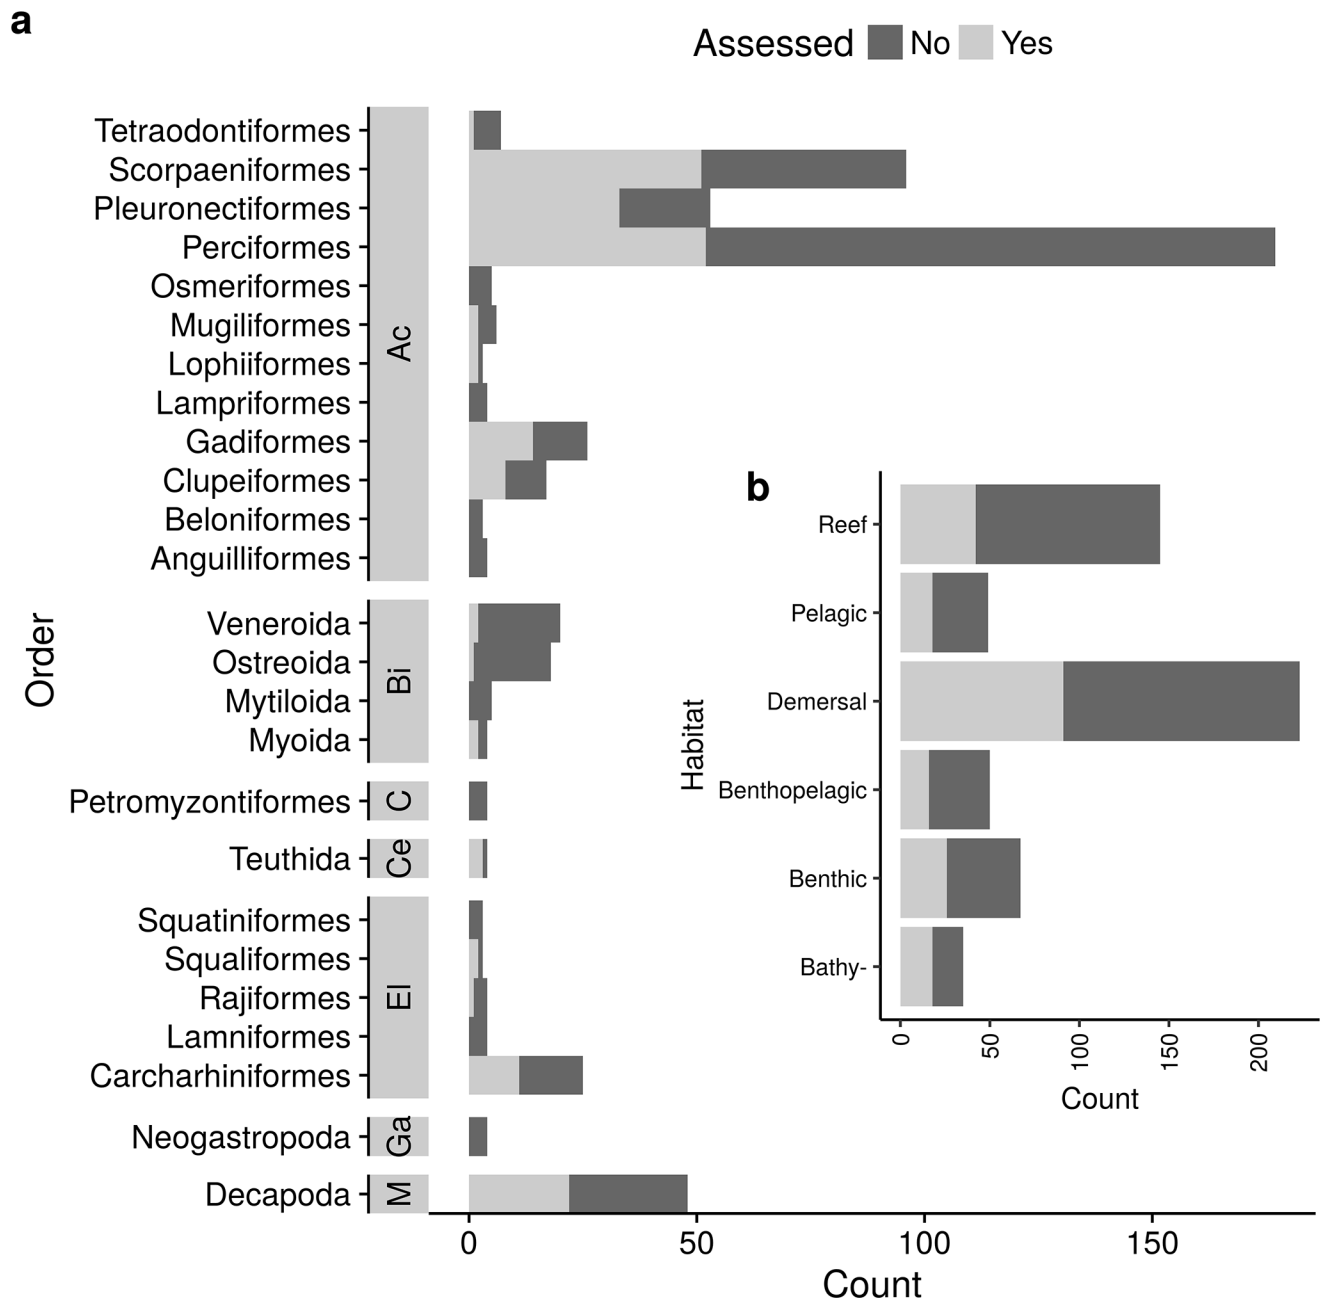 a
Assessed No Yes
Tetraodontiformes
Scorpaeniformes
Pleuronectiformes
Perciformes
Osmeriformes
Mugiliformes
Lophiiformes
Lampriformes
Gadiformes
Clupeiformes
Beloniformes
Anguilliformes
Ac
Veneroida
Ostreoida
Mytiloida
Myoida
Bi
Petromyzontiformes
C
Teuthida
Ce
Squatiniformes
Squaliformes
Rajiformes
Lamniformes
Carcharhiniformes
El
Neogastropoda
Ga
Decapoda
M
Order
0 50 100 150
Count
b
Reef
Pelagic
Demersal
Benthopelagic
Benthic
Bathy-
Habitat
0 50 100 150 200
Count